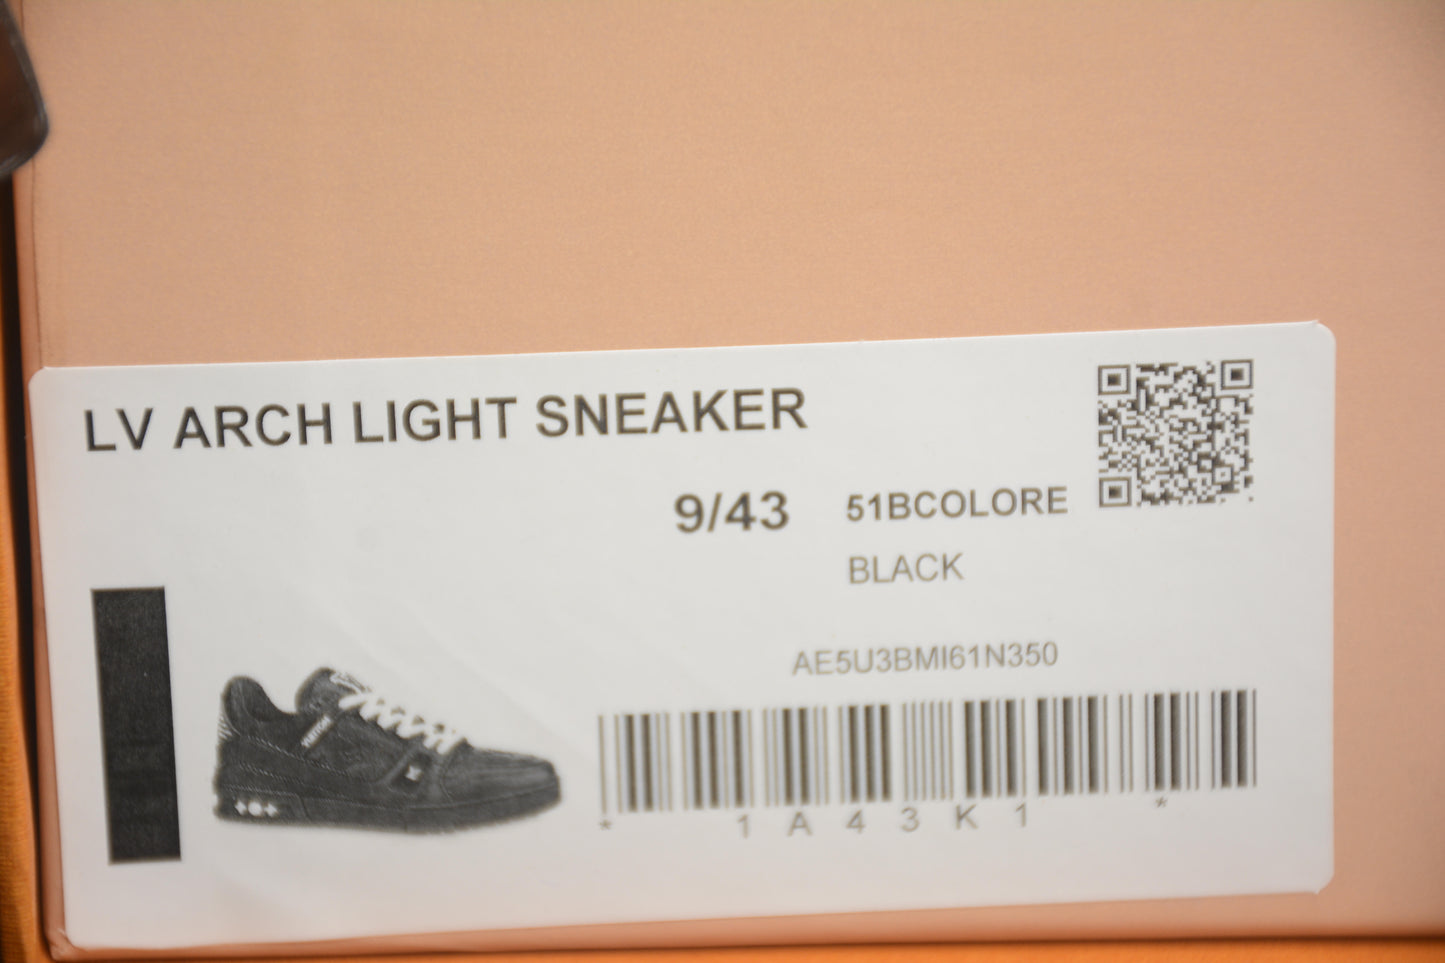 LV ARCH LIGHT SNEAKER
9/43 51BCOLORE
BLACK
AE5U3BMI61N350
* 1 A 4 3 K 1 *